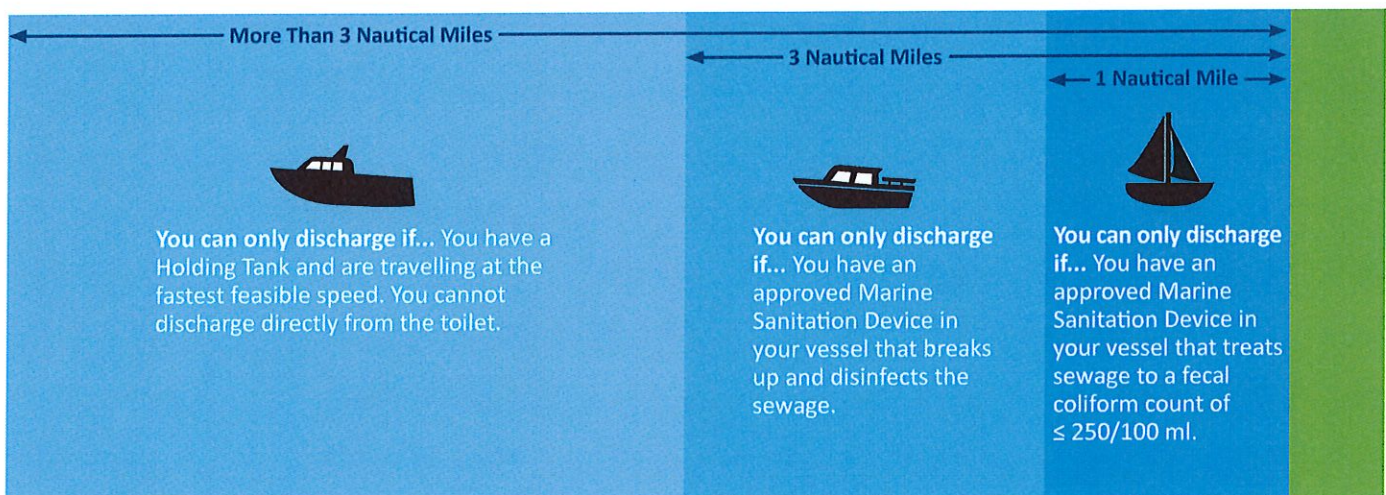 More Than 3 Nautical Miles
3 Nautical Miles
1 Nautical Mile
You can only discharge if... You have a
Holding Tank and are travelling at the
fastest feasible speed. You cannot
discharge directly from the toilet.
You can only discharge
if... You have an
approved Marine
Sanitation Device in
your vessel that breaks
up and disinfects the
sewage.
You can only discharge
if... You have an
approved Marine
Sanitation Device in
your vessel that treats
sewage to a fecal
coliform count of
≤ 250/100 ml.